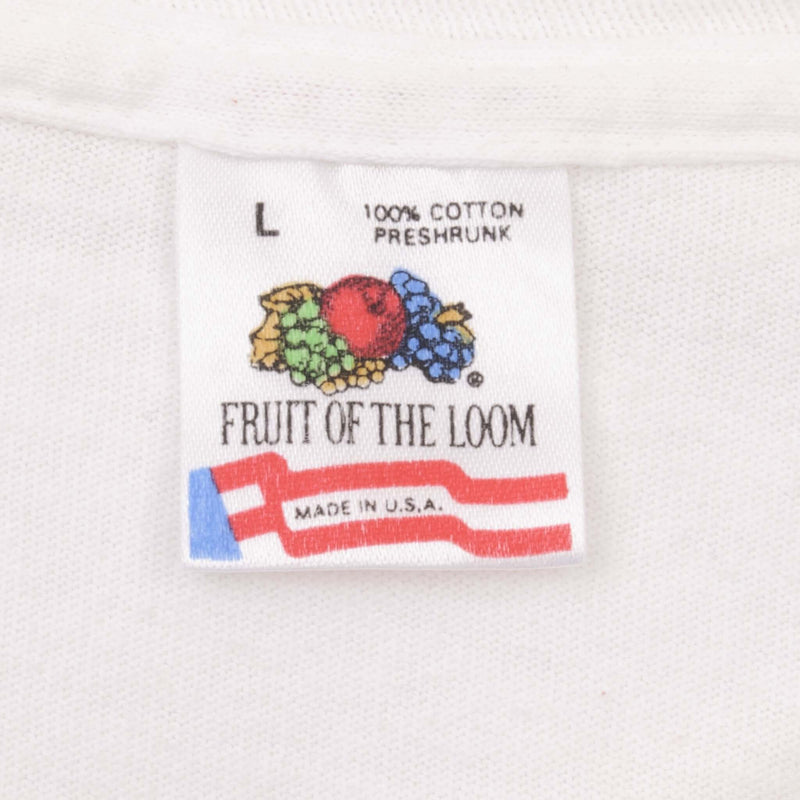 L
100% COTTON
PRESHRUNK
®
FRUIT OF THE LOOM
MADE IN U.S.A.